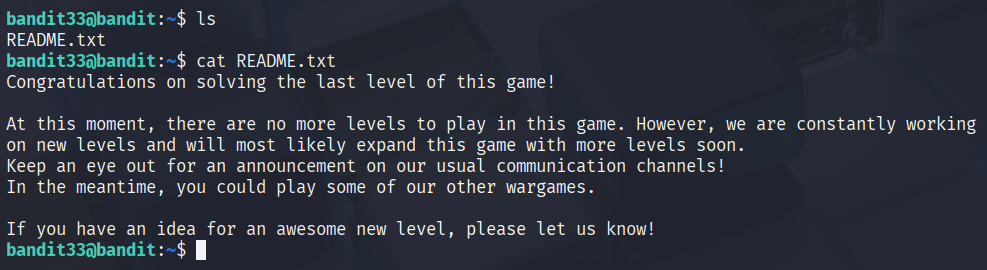 bandit33@bandit:~$ ls
README.txt
bandit33@bandit:~$ cat README.txt
Congratulations on solving the last level of this game!
At this moment, there are no more levels to play in this game. However, we are constantly working
on new levels and will most likely expand this game with more levels soon.
Keep an eye out for an announcement on our usual communication channels!
In the meantime, you could play some of our other wargames.
If you have an idea for an awesome new level, please let us know!
bandit33@bandit:~$